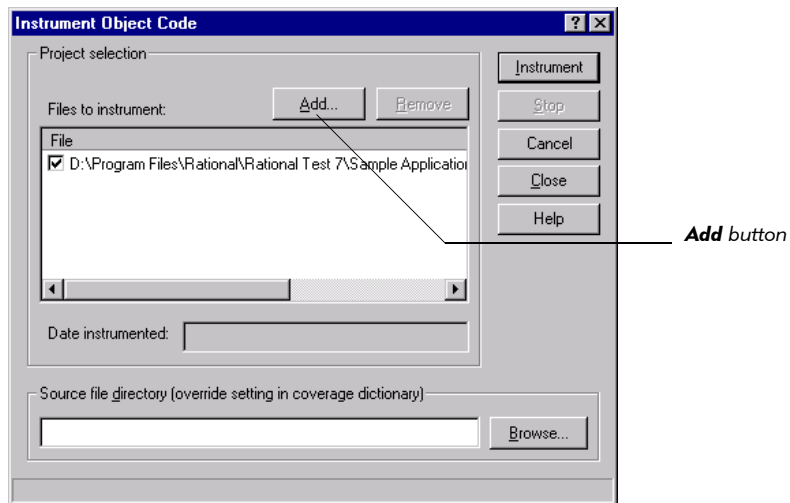 Instrument Object Code
Project selection
Instrument
Files to instrument:
Add...
Remove
Stop
File
Cancel
D:\Program Files\Rational\Rational Test 7\Sample Application
Close
Help
Add button
Date instrumented:
Source file directory (override setting in coverage dictionary)
Browse...